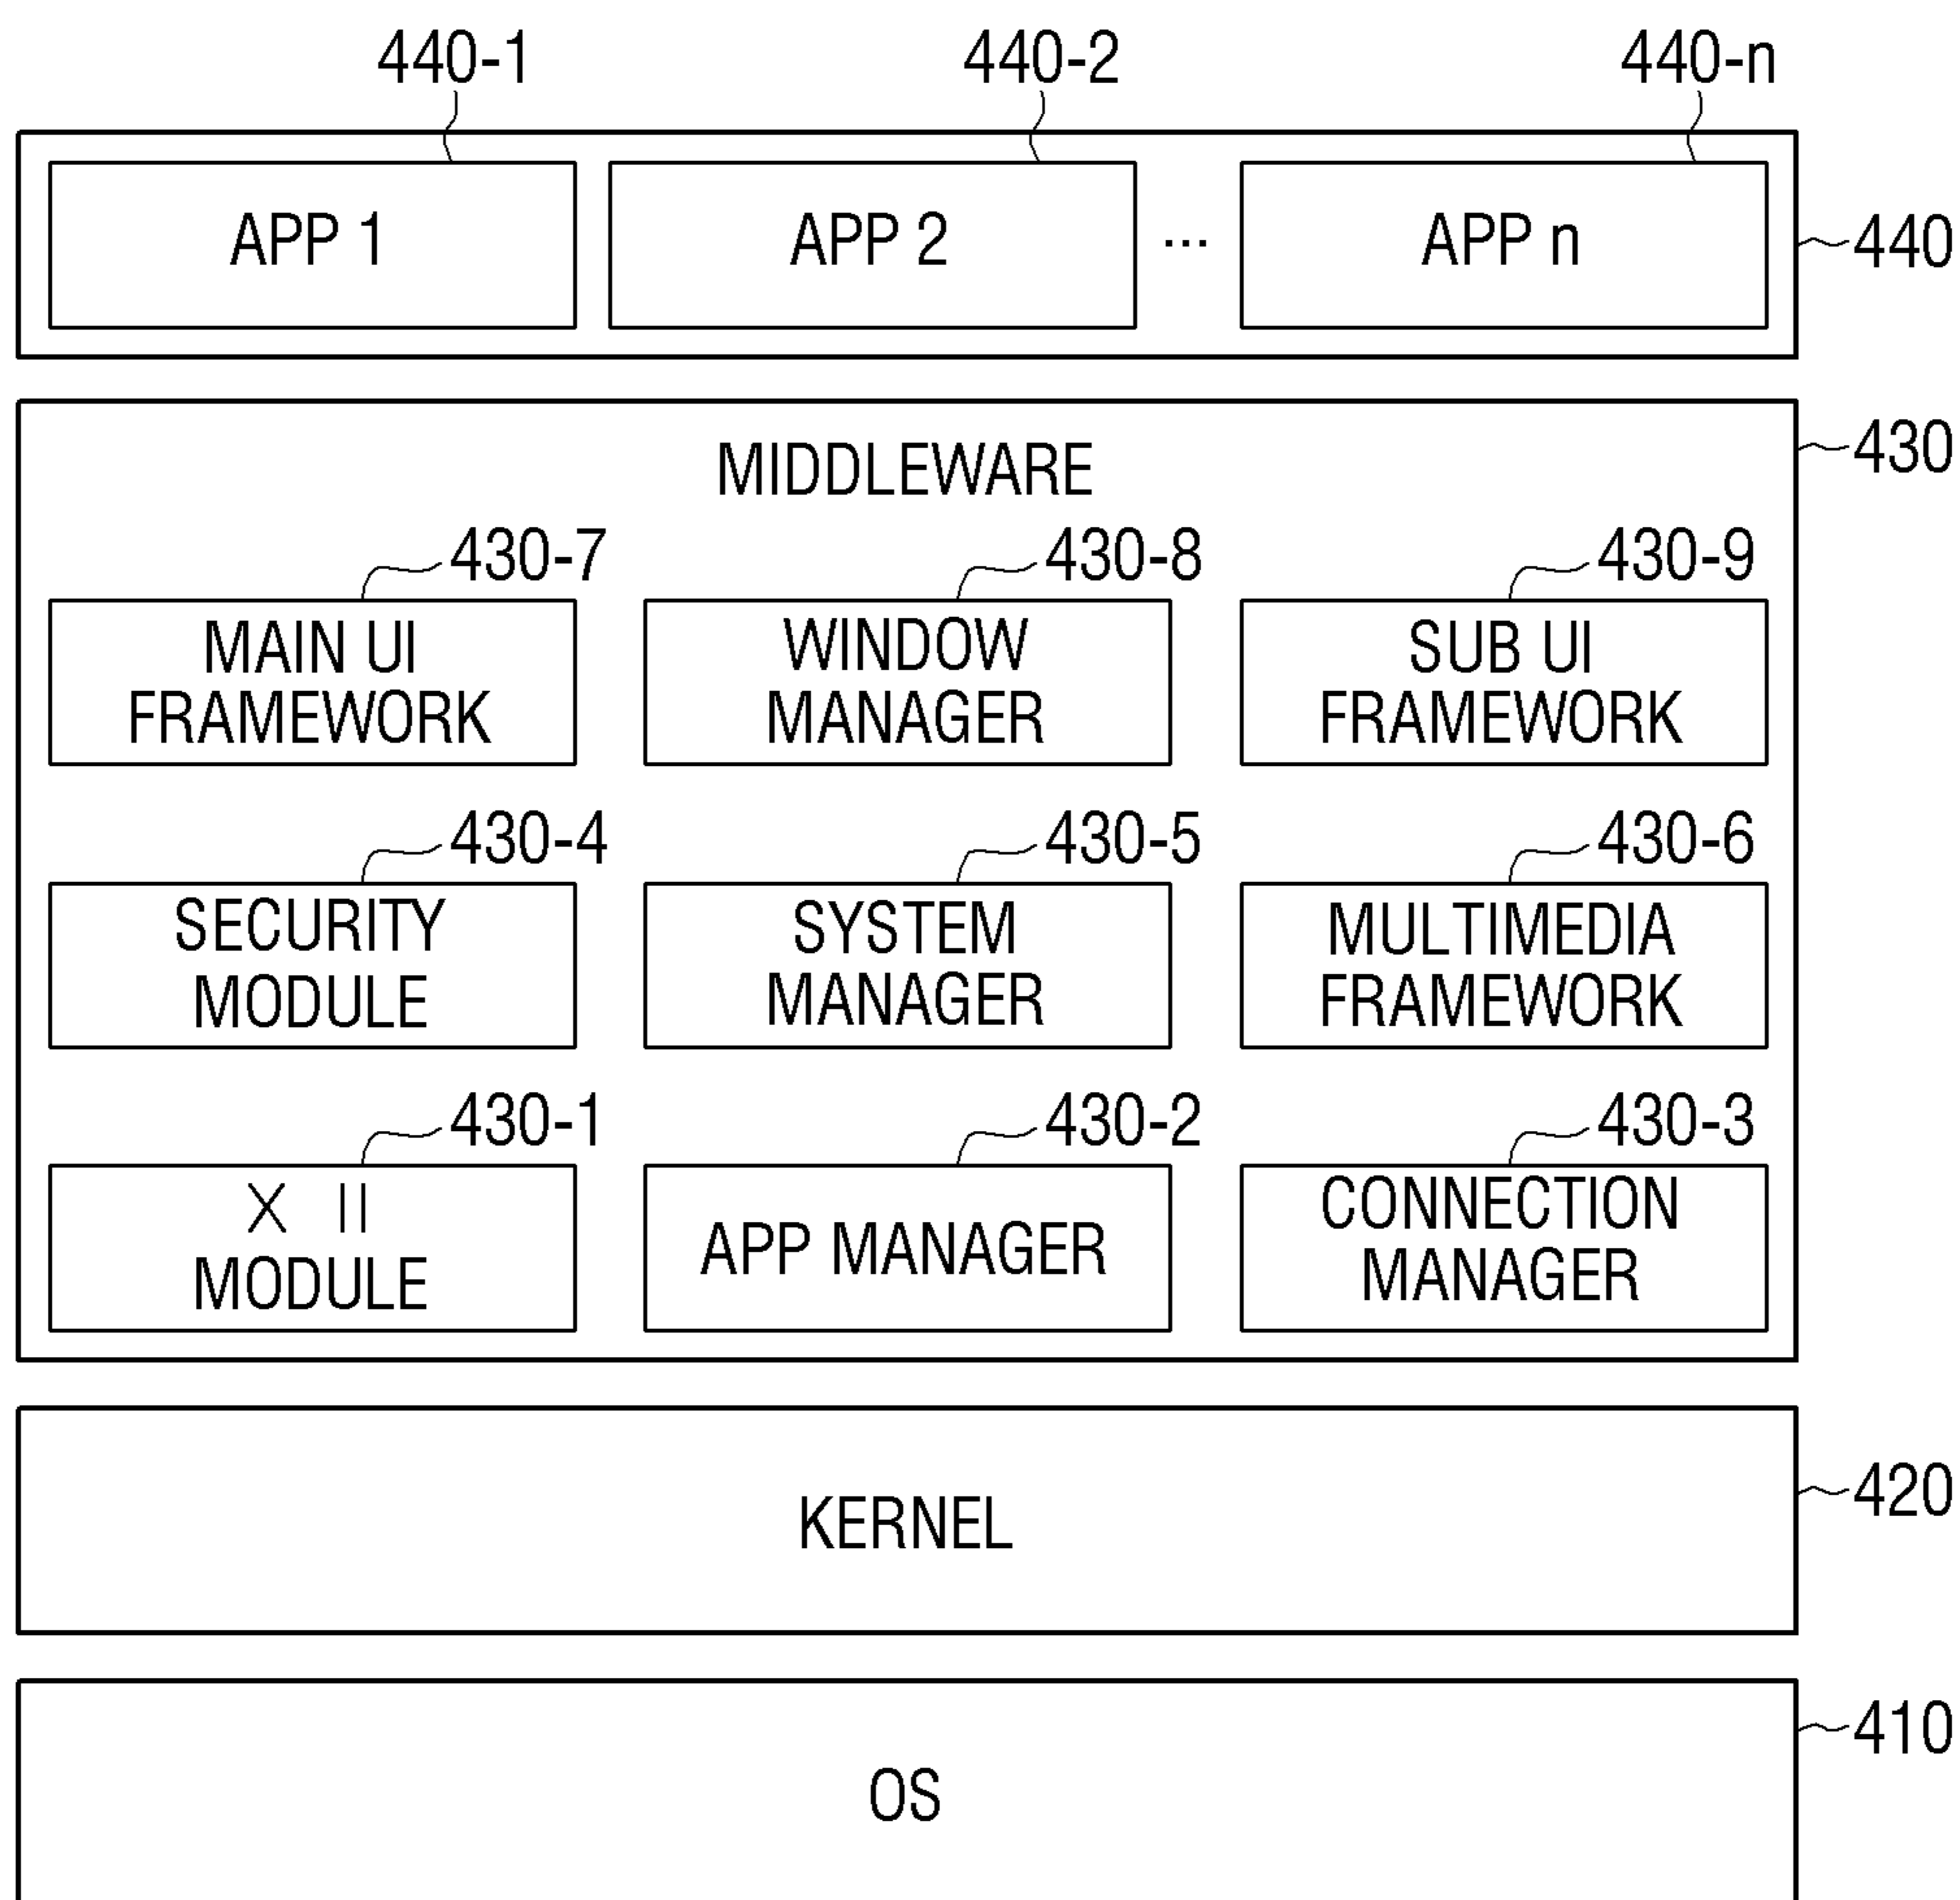 440-1 440-2 440-n
APP 1 APP 2 ... APP n 440
430
MIDDLEWARE
430-7 430-8 430-9
MAIN UI FRAMEWORK
WINDOW MANAGER
SUB UI FRAMEWORK
430-4 430-5 430-6
SECURITY MODULE
SYSTEM MANAGER
MULTIMEDIA FRAMEWORK
430-1 430-2 430-3
X II MODULE
APP MANAGER
CONNECTION MANAGER
KERNEL 420
410
OS